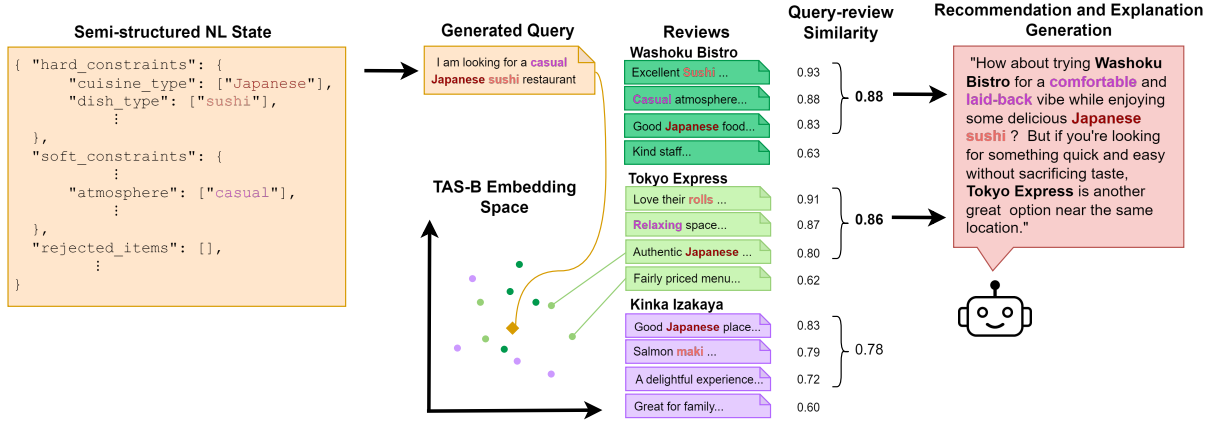 Semi-structured NL State
{ "hard_constraints": {
"cuisine_type": ["Japanese"],
"dish_type": ["sushi"],
⋮
},
"soft_constraints": {
⋮
"atmosphere": ["casual"],
⋮
},
"rejected_items": [],
⋮
}
Generated Query
I am looking for a casual
Japanese sushi restaurant
TAS-B Embedding
Space
Reviews
Query-review
Similarity
Washoku Bistro
Excellent Sushi ... 0.93
Casual atmosphere... 0.88
Good Japanese food... 0.83
Kind staff... 0.63
0.88
Tokyo Express
Love their rolls ... 0.91
Relaxing space... 0.87
Authentic Japanese ... 0.80
Fairly priced menu... 0.62
0.86
Kinka Izakaya
Good Japanese place... 0.83
Salmon maki ... 0.79
A delightful experience... 0.72
Great for family... 0.60
0.78
Recommendation and Explanation
Generation
"How about trying Washoku
Bistro for a comfortable and
laid-back vibe while enjoying
some delicious Japanese
sushi ? But if you're looking
for something quick and easy
without sacrificing taste,
Tokyo Express is another
great option near the same
location."